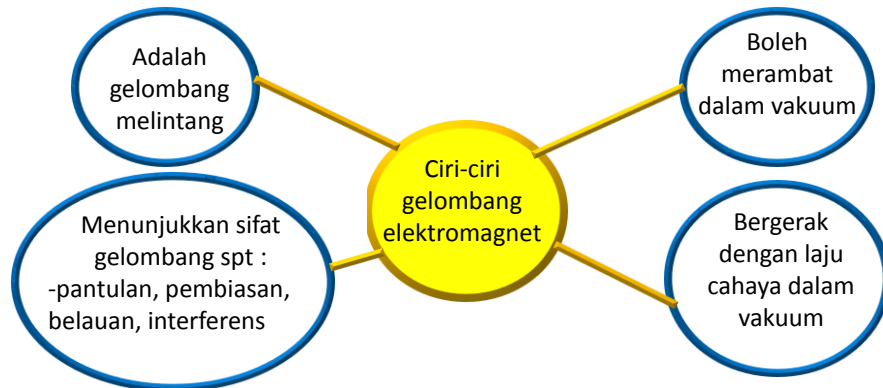 Adalah
gelombang
melintang
Boleh
merambat
dalam vakuum
Ciri-ciri
gelombang
elektromagnet
Menunjukkan sifat
gelombang spt :
-pantulan, pembiasan,
belauan, interferens
Bergerak
dengan laju
cahaya dalam
vakuum